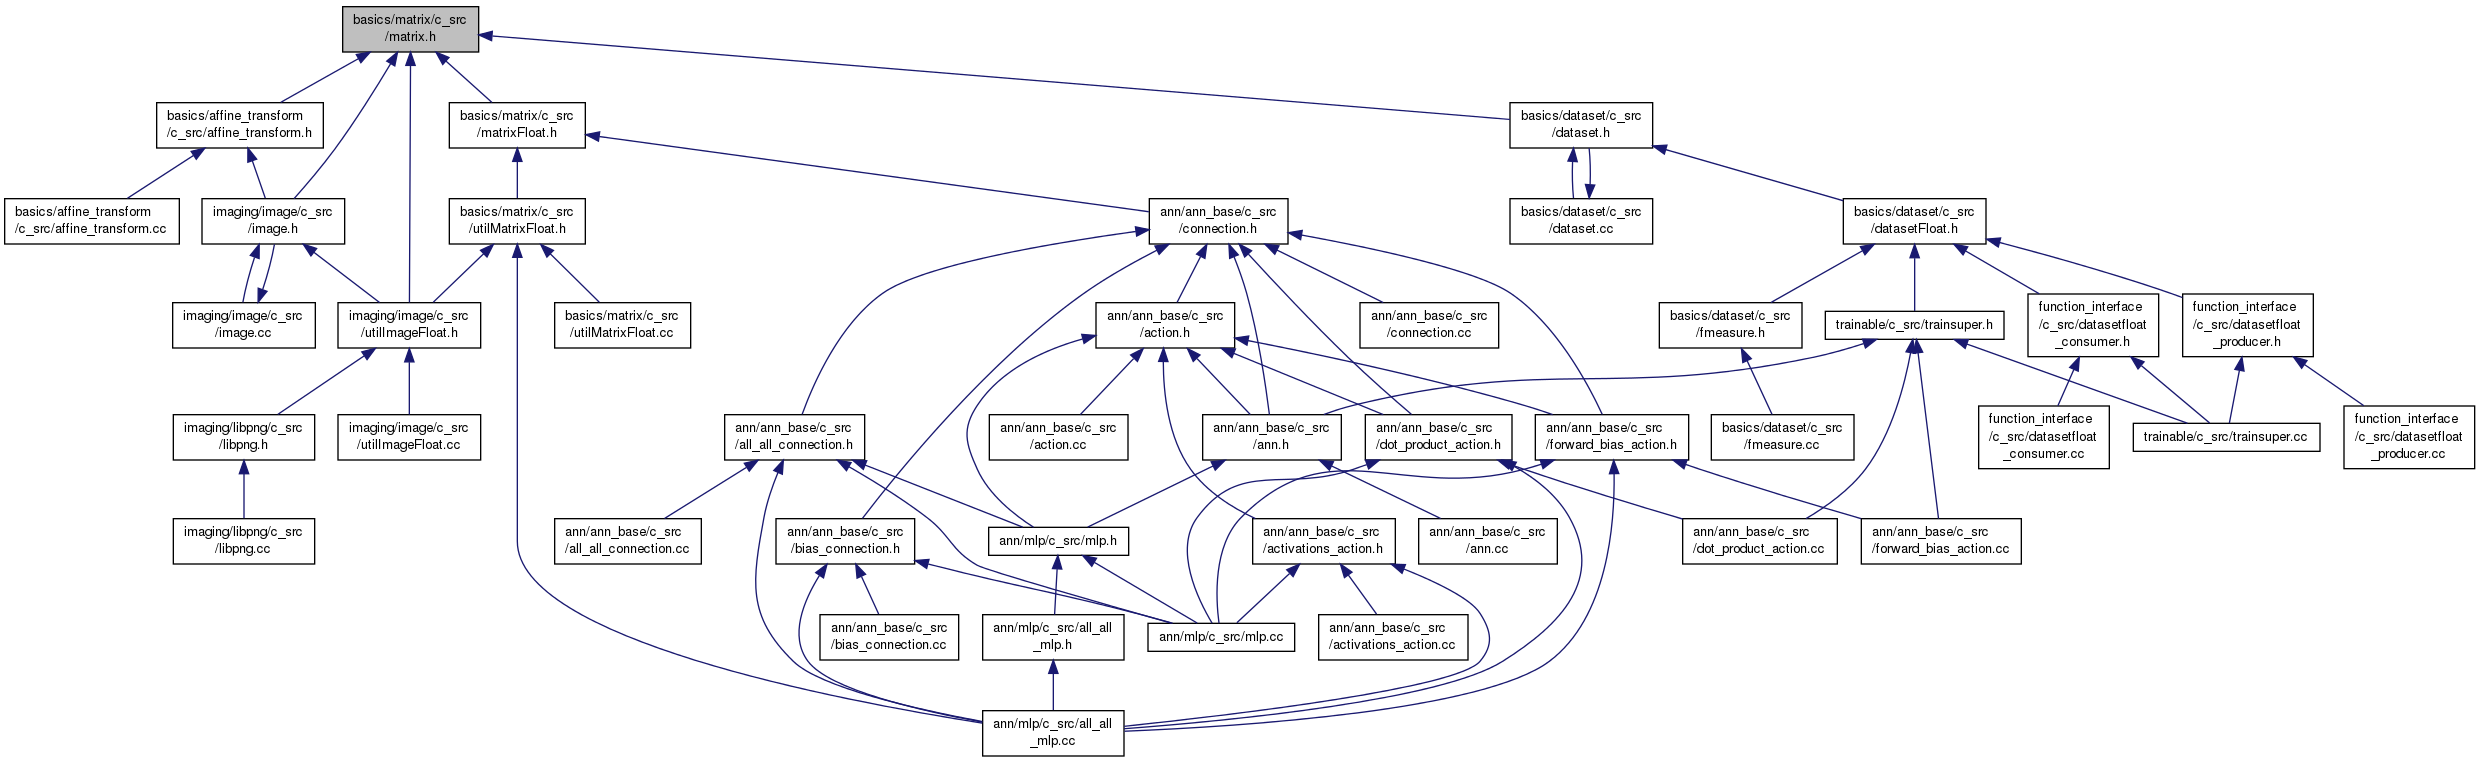 basics/matrix/c_src
/matrix.h
basics/affine_transform
/c_src/affine_transform.h
basics/matrix/c_src
/matrixFloat.h
basics/dataset/c_src
/dataset.h
basics/affine_transform
/c_src/affine_transform.cc
imaging/image/c_src
/image.h
basics/matrix/c_src
/utilMatrixFloat.h
ann/ann_base/c_src
/connection.h
basics/dataset/c_src
/dataset.cc
basics/dataset/c_src
/datasetFloat.h
imaging/image/c_src
/image.cc
imaging/image/c_src
/utilImageFloat.h
basics/matrix/c_src
/utilMatrixFloat.cc
ann/ann_base/c_src
/action.h
ann/ann_base/c_src
/connection.cc
basics/dataset/c_src
/fmeasure.h
trainable/c_src/trainsuper.h
function_interface
/c_src/datasetfloat
_consumer.h
function_interface
/c_src/datasetfloat
_producer.h
imaging/libpng/c_src
/libpng.h
imaging/image/c_src
/utilImageFloat.cc
ann/ann_base/c_src
/all_all_connection.h
ann/ann_base/c_src
/action.cc
ann/ann_base/c_src
/ann.h
ann/ann_base/c_src
/dot_product_action.h
ann/ann_base/c_src
/forward_bias_action.h
basics/dataset/c_src
/fmeasure.cc
function_interface
/c_src/datasetfloat
_consumer.cc
trainable/c_src/trainsuper.cc
function_interface
/c_src/datasetfloat
_producer.cc
imaging/libpng/c_src
/libpng.cc
ann/ann_base/c_src
/all_all_connection.cc
ann/ann_base/c_src
/bias_connection.h
ann/mlp/c_src/mlp.h
ann/ann_base/c_src
/activations_action.h
ann/ann_base/c_src
/ann.cc
ann/ann_base/c_src
/dot_product_action.cc
ann/ann_base/c_src
/forward_bias_action.cc
ann/ann_base/c_src
/bias_connection.cc
ann/mlp/c_src/all_all
_mlp.h
ann/mlp/c_src/mlp.cc
ann/ann_base/c_src
/activations_action.cc
ann/mlp/c_src/all_all
_mlp.cc